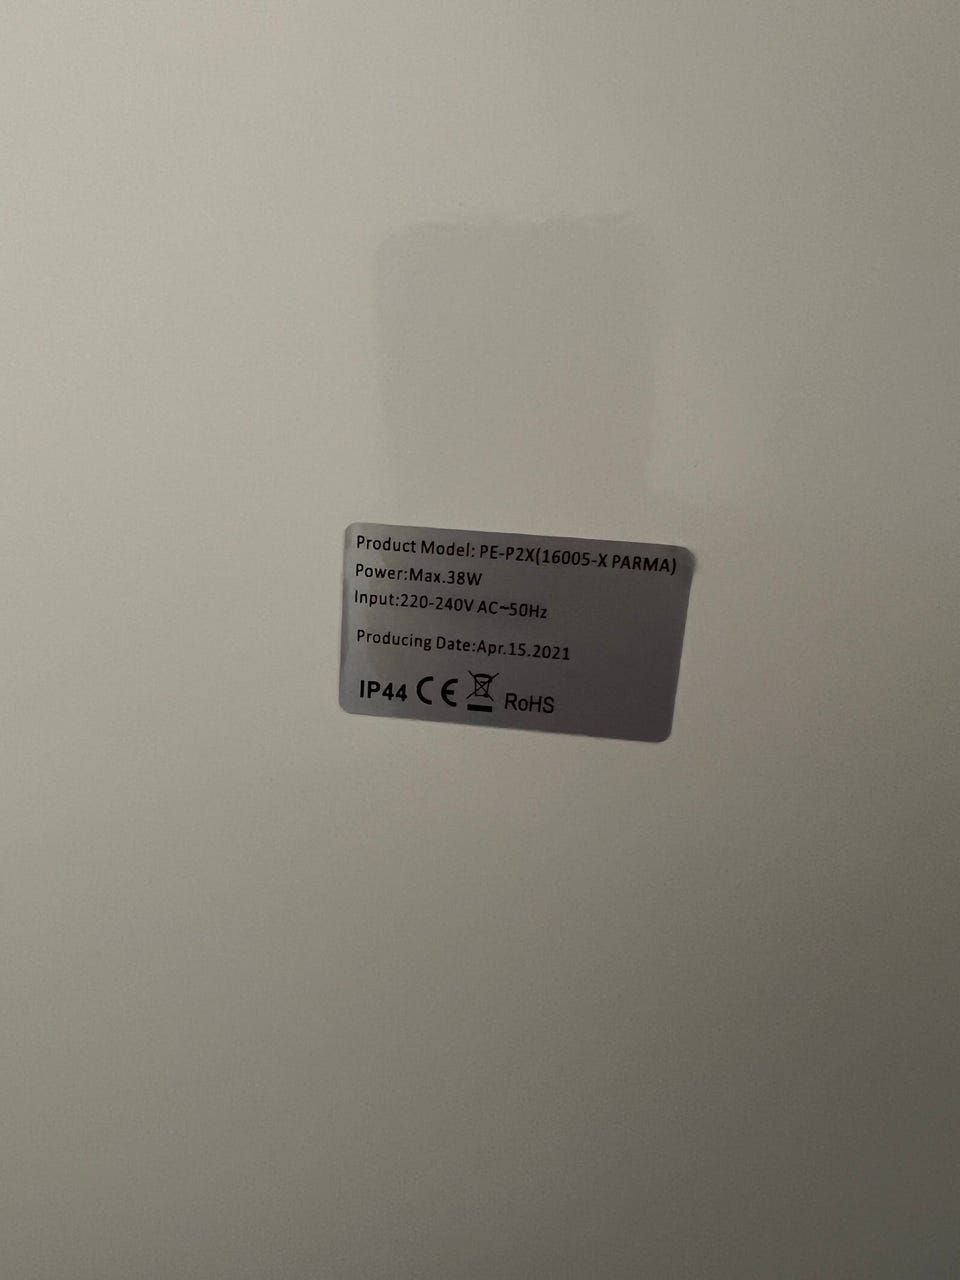 Product Model: PE-P2X(16005-X PARMA)
Power:Max.38W
Input:220-240V AC~50Hz
Producing Date:Apr.15.2021
IP44 CE RoHS